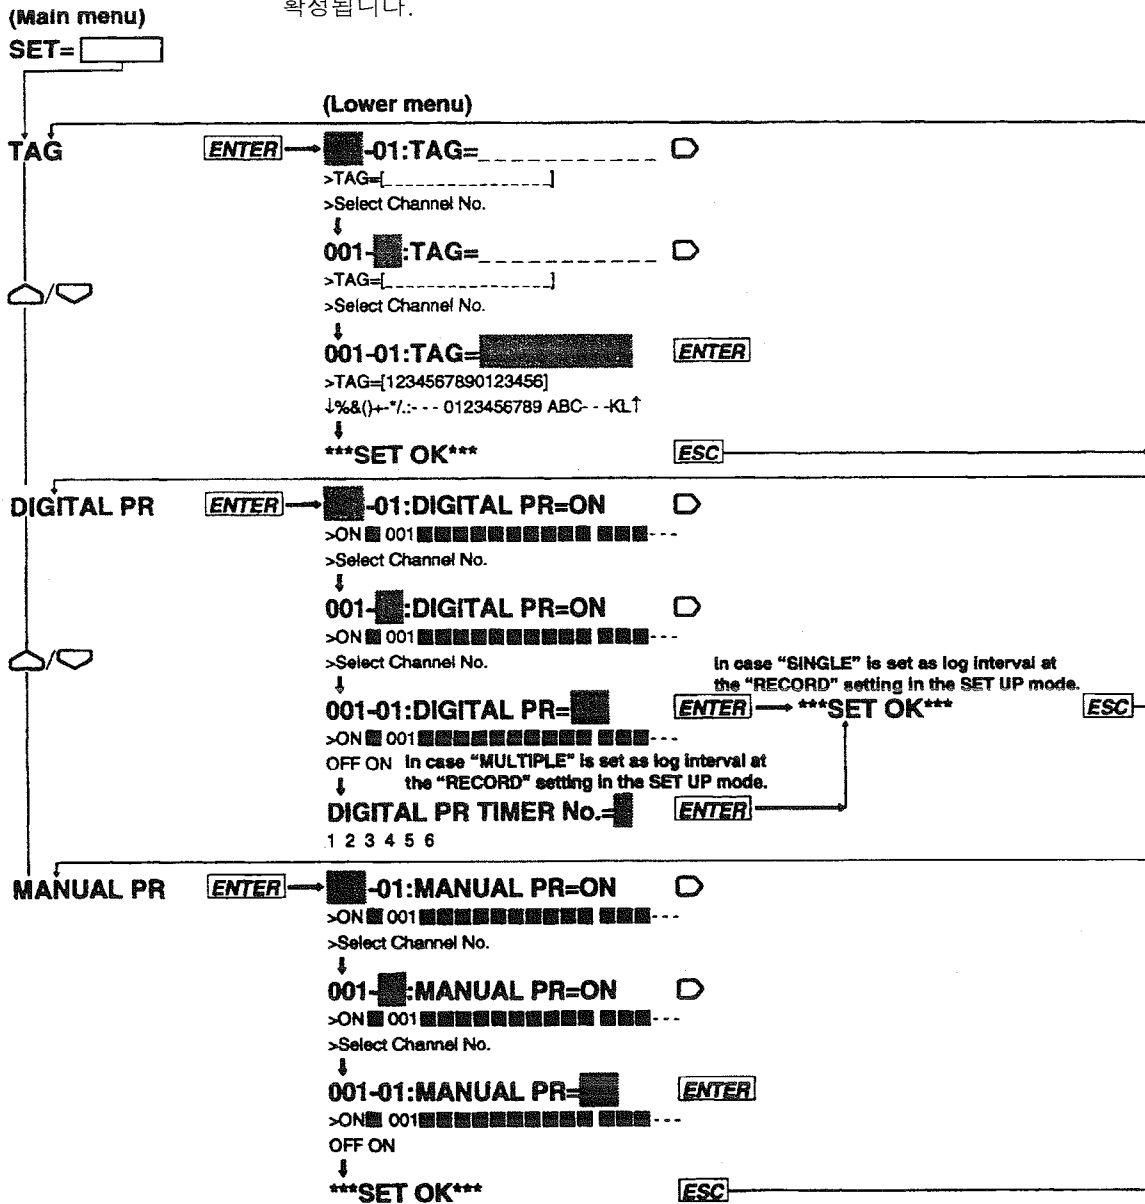 확성됩니다.
(Main menu)
SET=
(Lower menu)
TAG ENTER -01:TAG=_ _ _ _ _ _ _ _ _ _ _ _
>TAG=[_ _ _ _ _ _ _ _ _ _ _ _ _ _ _ _]
>Select Channel No.
001- :TAG=_ _ _ _ _ _ _ _ _ _ _ _
>TAG=[_ _ _ _ _ _ _ _ _ _ _ _ _ _ _ _]
>Select Channel No.
001-01:TAG= ENTER
>TAG=[1234567890123456]
↓%&()+-*/.:- - - 0123456789 ABC- - -KL↑
***SET OK*** ESC
DIGITAL PR ENTER -01:DIGITAL PR=ON
>ON 001 - - -
>Select Channel No.
001- :DIGITAL PR=ON
>ON 001 - - -
>Select Channel No.
In case "SINGLE" is set as log interval at
the "RECORD" setting in the SET UP mode.
001-01:DIGITAL PR= ENTER ***SET OK*** ESC
>ON 001 - - -
OFF ON In case "MULTIPLE" is set as log interval at
the "RECORD" setting in the SET UP mode.
DIGITAL PR TIMER No.= ENTER
1 2 3 4 5 6
MANUAL PR ENTER -01:MANUAL PR=ON
>ON 001 - - -
>Select Channel No.
001- :MANUAL PR=ON
>ON 001 - - -
>Select Channel No.
001-01:MANUAL PR= ENTER
>ON 001 - - -
OFF ON
***SET OK*** ESC